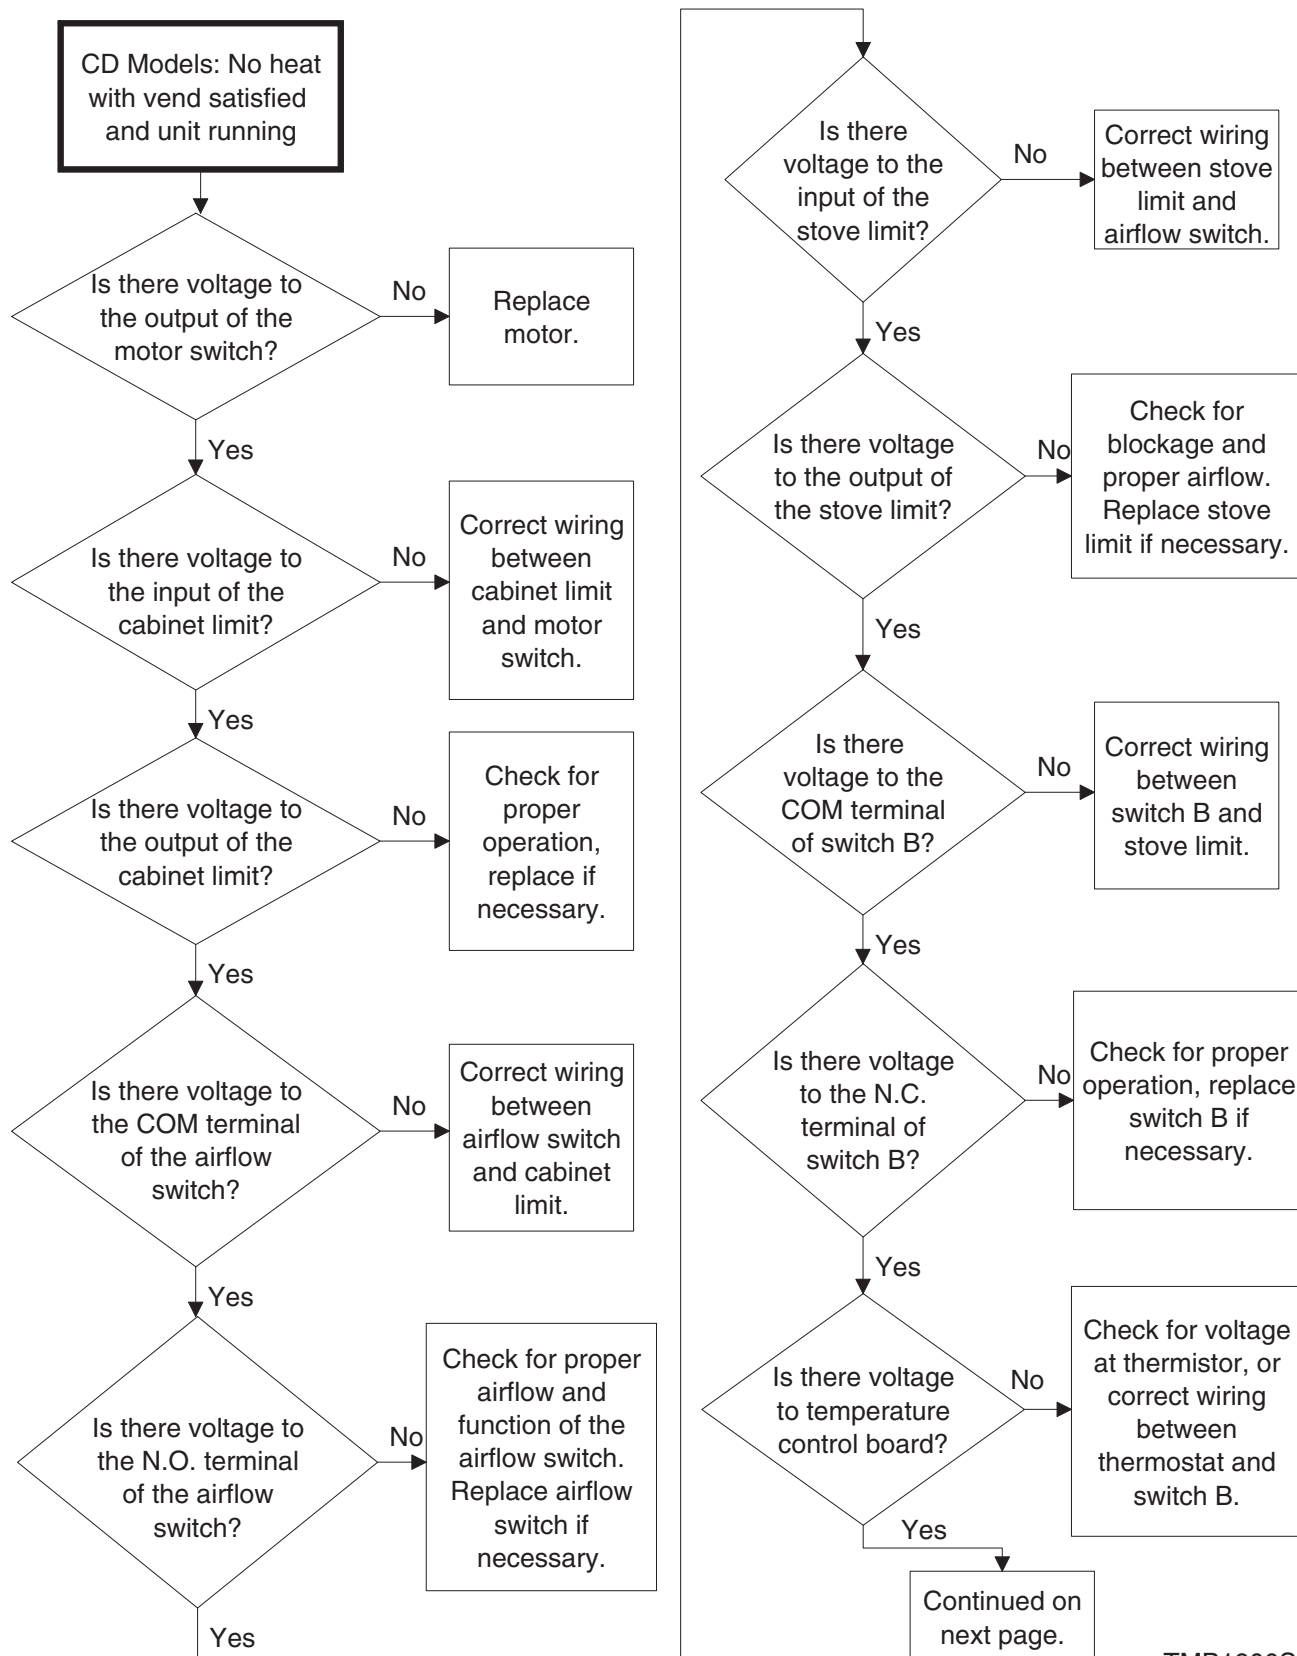 CD Models: No heat
with vend satisfied
and unit running
Is there voltage to
the output of the
motor switch?
No
Replace
motor.
Yes
Is there voltage to
the input of the
cabinet limit?
No
Correct wiring
between
cabinet limit
and motor
switch.
Yes
Is there voltage to
the output of the
cabinet limit?
No
Check for
proper
operation,
replace if
necessary.
Yes
Is there voltage to
the COM terminal
of the airflow
switch?
No
Correct wiring
between
airflow switch
and cabinet
limit.
Yes
Is there voltage to
the N.O. terminal
of the airflow
switch?
No
Check for proper
airflow and
function of the
airflow switch.
Replace airflow
switch if
necessary.
Yes
Is there
voltage to the
input of the
stove limit?
No
Correct wiring
between stove
limit and
airflow switch.
Yes
Is there voltage
to the output of
the stove limit?
No
Check for
blockage and
proper airflow.
Replace stove
limit if necessary.
Yes
Is there
voltage to the
COM terminal
of switch B?
No
Correct wiring
between
switch B and
stove limit.
Yes
Is there voltage
to the N.C.
terminal of
switch B?
No
Check for proper
operation, replace
switch B if
necessary.
Yes
Is there voltage
to temperature
control board?
No
Check for voltage
at thermistor, or
correct wiring
between
thermostat and
switch B.
Yes
Continued on
next page.